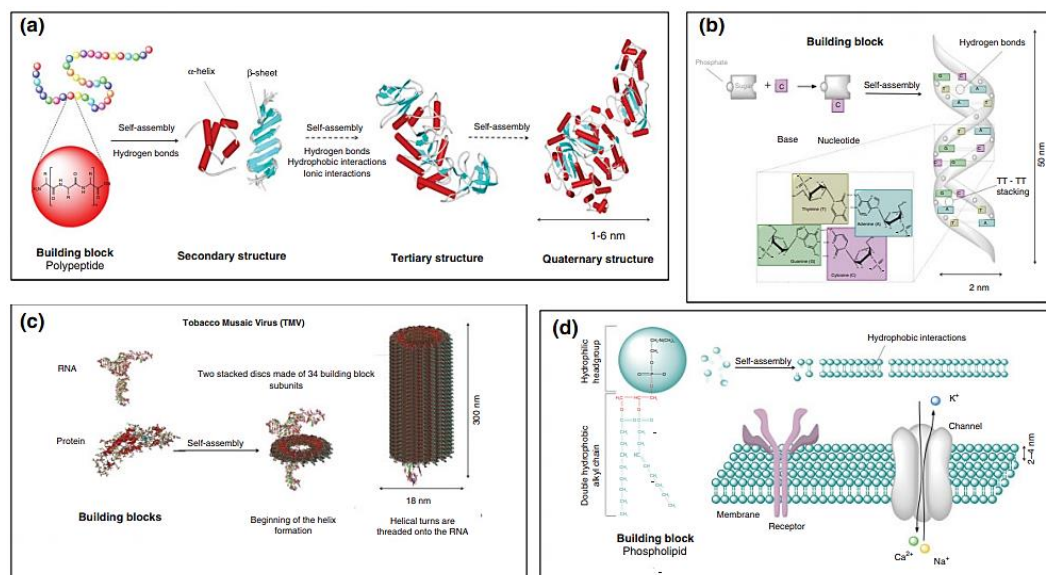 (a)
α-helix
β-sheet
Self-assembly
Hydrogen bonds
Self-assembly
Hydrogen bonds
Hydrophobic interactions
Ionic interactions
Self-assembly
1-6 nm
Building block
Polypeptide
Secondary structure
Tertiary structure
Quaternary structure
(b)
Building block
Hydrogen bonds
Phosphate
Sugar
+
C
C
Self-assembly
Base
Nucleotide
50 nm
TT - TT
stacking
Thymine (T)
Adenine (A)
Guanine (G)
Cytosine (C)
2 nm
(c)
Tobacco Musaic Virus (TMV)
RNA
Two stacked discs made of 34 building block
subunits
Protein
Self-assembly
300 nm
18 nm
Building blocks
Beginning of the helix
formation
Helical turns are
threaded onto the RNA
(d)
Hydrophilic
headgroup
Double hydrophobic
alkyl chain
Self-assembly
Hydrophobic interactions
K⁺
Channel
2–4 nm
Membrane
Receptor
Building block
Phospholipid
Ca²⁺
Na⁺